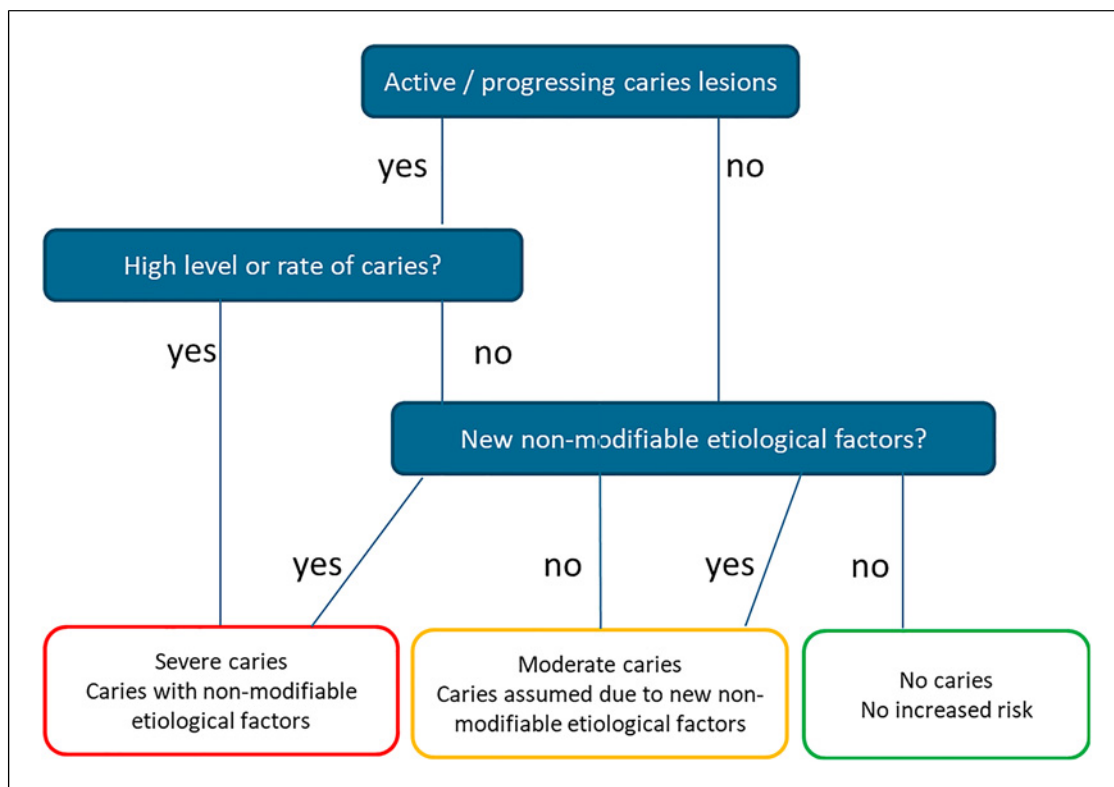 Active / progressing caries lesions
yes
no
High level or rate of caries?
yes
no
New non-modifiable etiological factors?
yes
no
yes
no
Severe caries
Caries with non-modifiable
etiological factors
Moderate caries
Caries assumed due to new non-
modifiable etiological factors
No caries
No increased risk